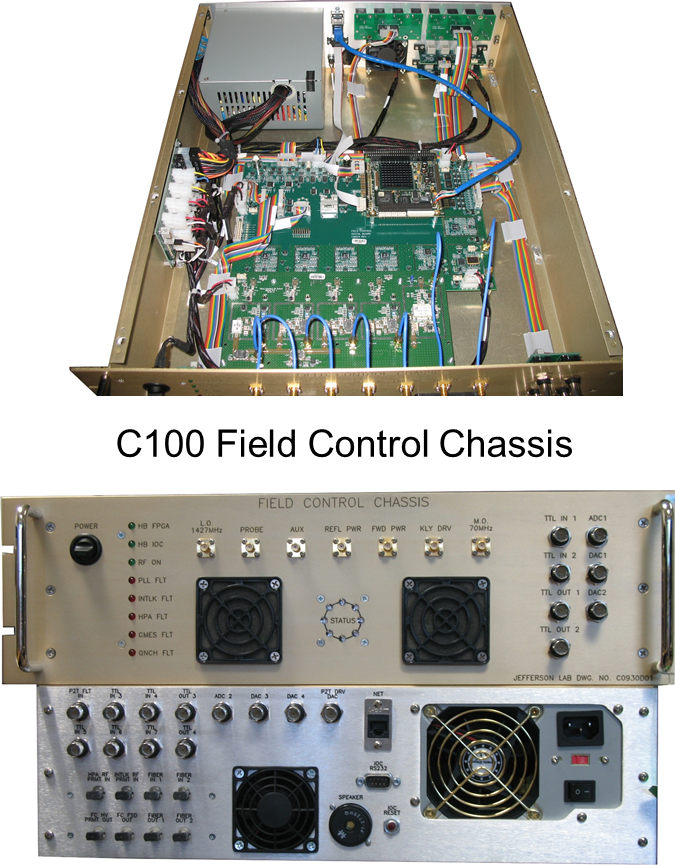 C100 Field Control Chassis
FIELD CONTROL CHASSIS
POWER
HB FPGA
HB IOC
RF ON
PLL FLT
INTLK FLT
HPA FLT
CMES FLT
QNCH FLT
L.O
1427MHz
PROBE
AUX
REFL PWR
FWD PWR
KLY DRV
M.O.
70MHz
STATUS
TTL IN 1
ADC1
TTL IN 2
DAC1
TTL OUT 1
DAC2
TTL OUT 2
JEFFERSON LAB DWG. NO. C0930D01
PZT FLT
IN
TTL
IN 3
TTL
IN 4
TTL
OUT 3
ADC 2
DAC 3
DAC 4
PZT DRV
DAC
NET
TTL
IN 5
TTL
IN 6
TTL
IN 7
TTL
OUT 4
HPA RF
PRMT IN
INTLK RF
PRMT IN
FIBER
IN 1
FIBER
IN 2
FC HV
PRMT OUT
FC FSD
OUT
FIBER
OUT 1
FIBER
OUT 2
IOC
RS232
SPEAKER
IOC
RESET